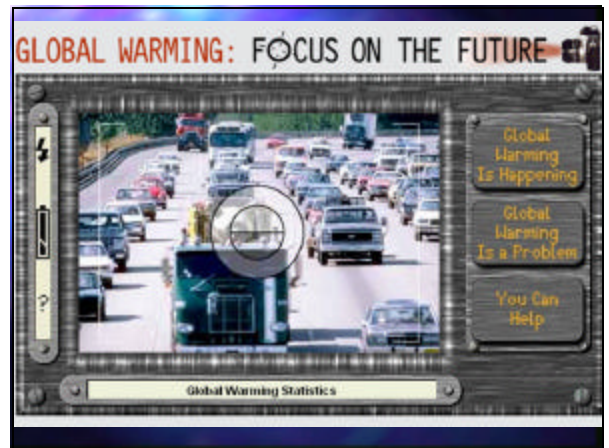 GLOBAL WARMING: FOCUS ON THE FUTURE
Global
Warming
Is Happening
Global
Warming
Is a Problem
You Can
Help
?
Global Warming Statistics